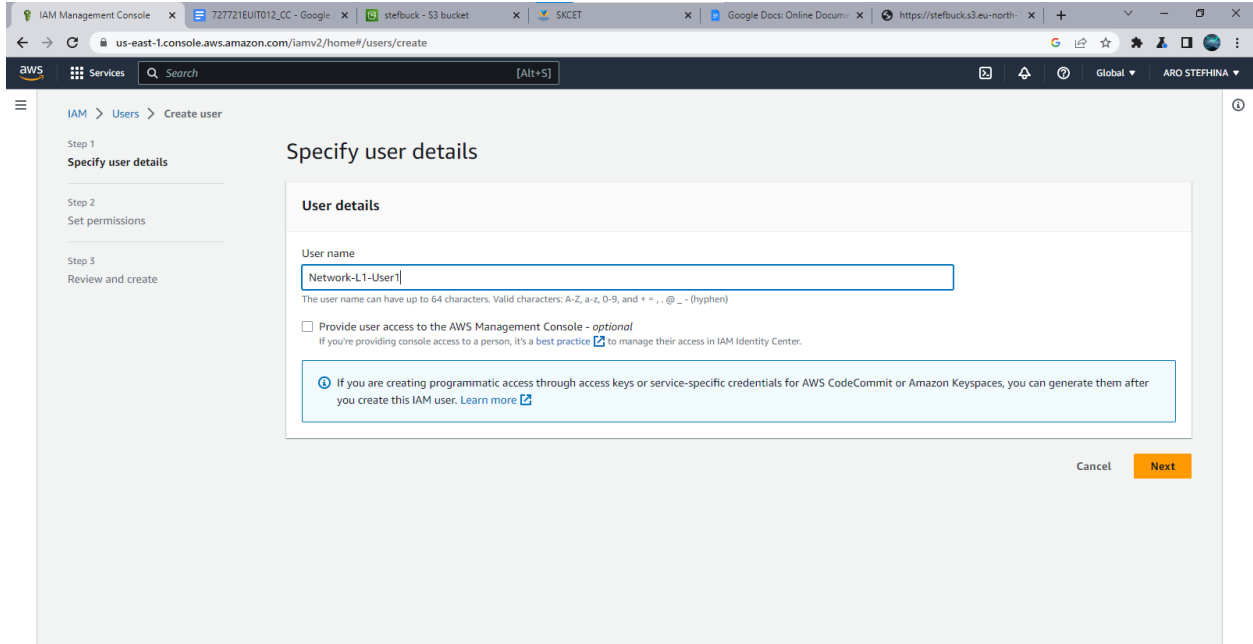 IAM Management Console
727721EUIT012_CC - Google
stefbuck - S3 bucket
SKCET
Google Docs: Online Docume
https://stefbuck.s3.eu-north-
us-east-1.console.aws.amazon.com/iamv2/home#/users/create
aws
Services
Search
[Alt+S]
Global
ARO STEFHINA
IAM > Users > Create user
Step 1
Specify user details
Step 2
Set permissions
Step 3
Review and create
Specify user details
User details
User name
Network-L1-User1
The user name can have up to 64 characters. Valid characters: A-Z, a-z, 0-9, and + = , . @ _ - (hyphen)
Provide user access to the AWS Management Console - optional
If you're providing console access to a person, it's a best practice to manage their access in IAM Identity Center.
If you are creating programmatic access through access keys or service-specific credentials for AWS CodeCommit or Amazon Keyspaces, you can generate them after
you create this IAM user. Learn more
Cancel
Next